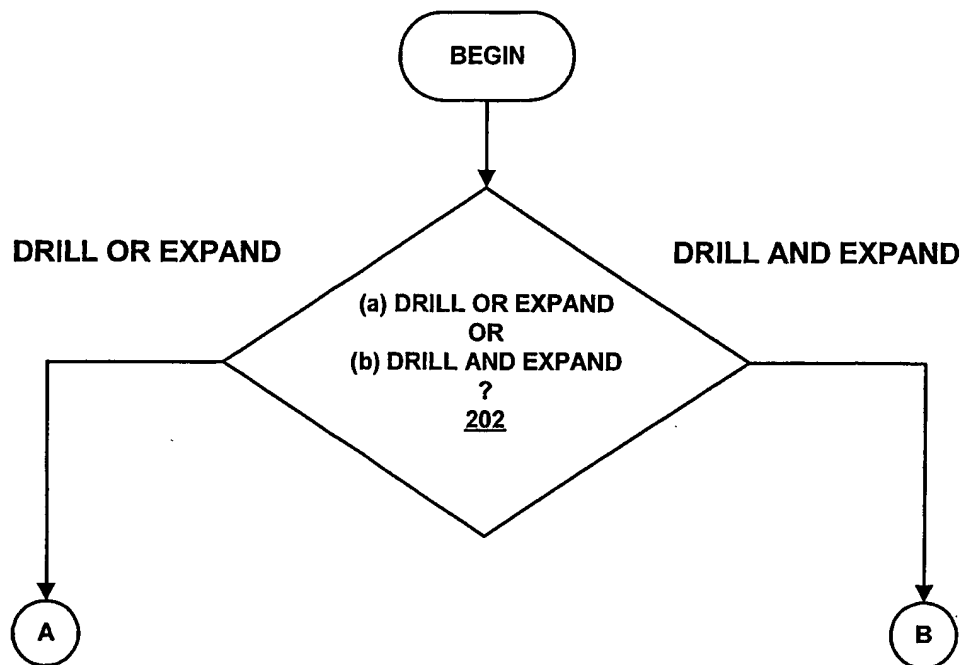 BEGIN
DRILL OR EXPAND
DRILL AND EXPAND
(a) DRILL OR EXPAND
OR
(b) DRILL AND EXPAND
?
202
A
B